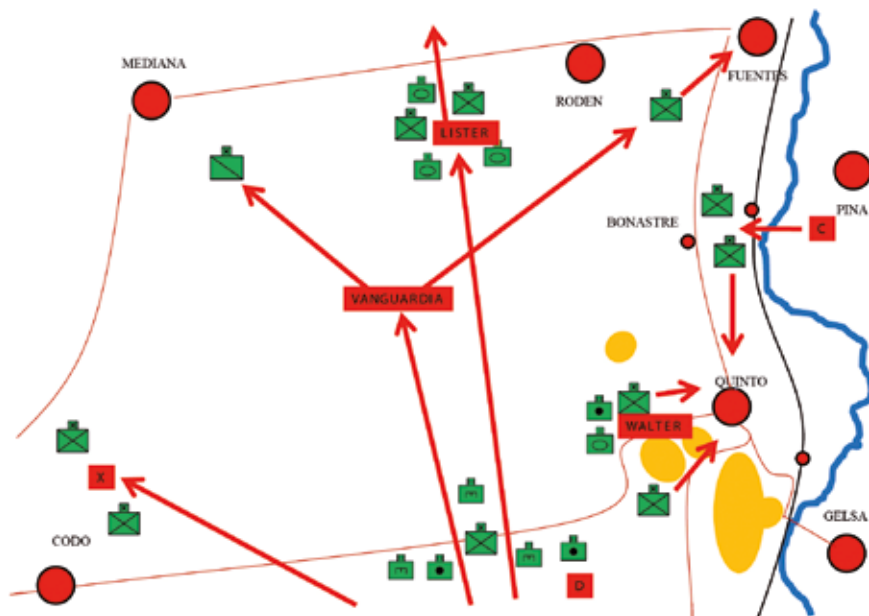 MEDIANA
FUENTES
RODEN
LISTER
PINA
BONASTRE
C
VANGUARDIA
QUINTO
WALTER
X
E
GELSA
CODO
E
E
D